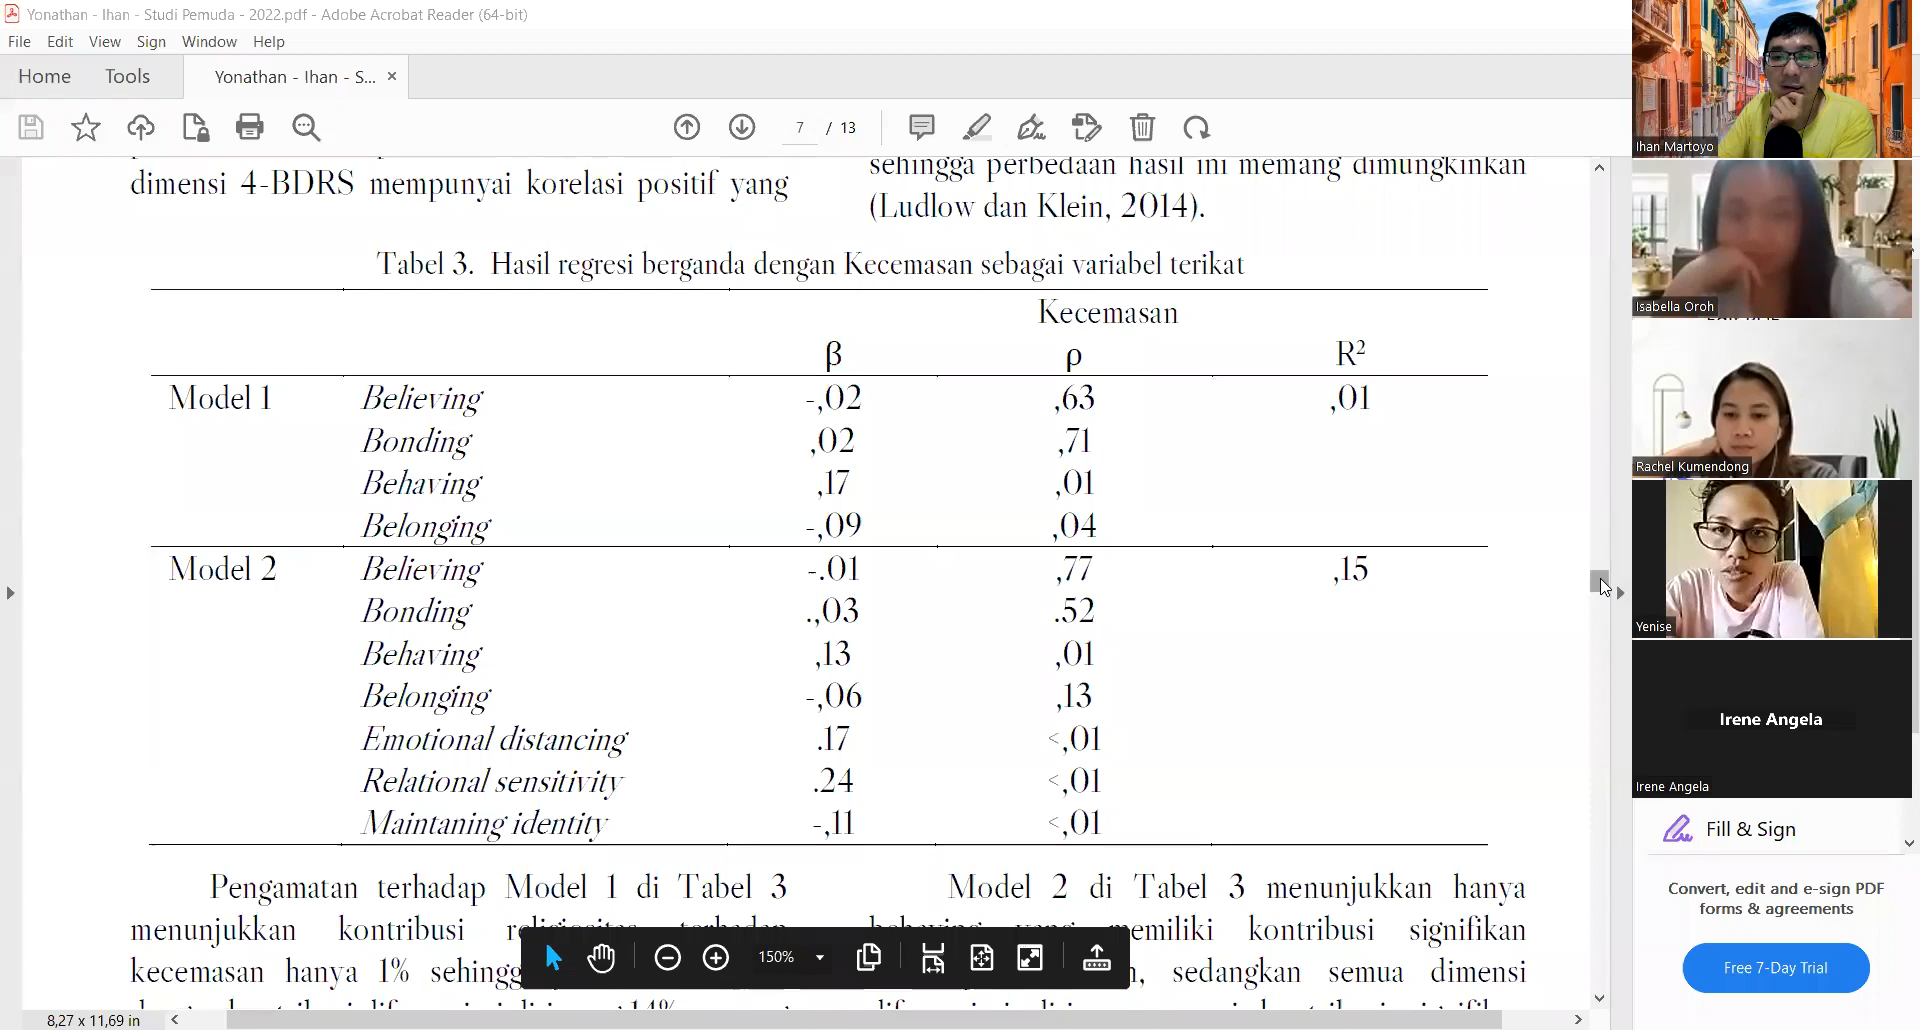 Yonathan - Ihan - Studi Pemuda - 2022.pdf - Adobe Acrobat Reader (64-bit)
File Edit View Sign Window Help
Home Tools Yonathan - Ihan - S... ×
7 / 13
dimensi 4-BDRS mempunyai korelasi positif yang
sehingga perbedaan hasil ini memang dimungkinkan
(Ludlow dan Klein, 2014).
Tabel 3. Hasil regresi berganda dengan Kecemasan sebagai variabel terikat
Kecemasan
β ρ R²
Model 1 Believing -,02 ,63 ,01
Bonding ,02 ,71
Behaving ,17 ,01
Belonging -,09 ,04
Model 2 Believing -.01 ,77 ,15
Bonding .,03 .52
Behaving ,13 ,01
Belonging -,06 ,13
Emotional distancing .17 <,01
Relational sensitivity .24 <,01
Maintaning identity -,11 <,01
Pengamatan terhadap Model 1 di Tabel 3
menunjukkan kontribusi
kecemasan hanya 1%
Model 2 di Tabel 3 menunjukkan hanya
memiliki kontribusi signifikan
, sedangkan semua dimensi
150%
8,27 x 11,69 in
Ihan Martoyo
Isabella Oroh
Rachel Kumendong
Yenise
Irene Angela
Irene Angela
Fill & Sign
Convert, edit and e-sign PDF
forms & agreements
Free 7-Day Trial